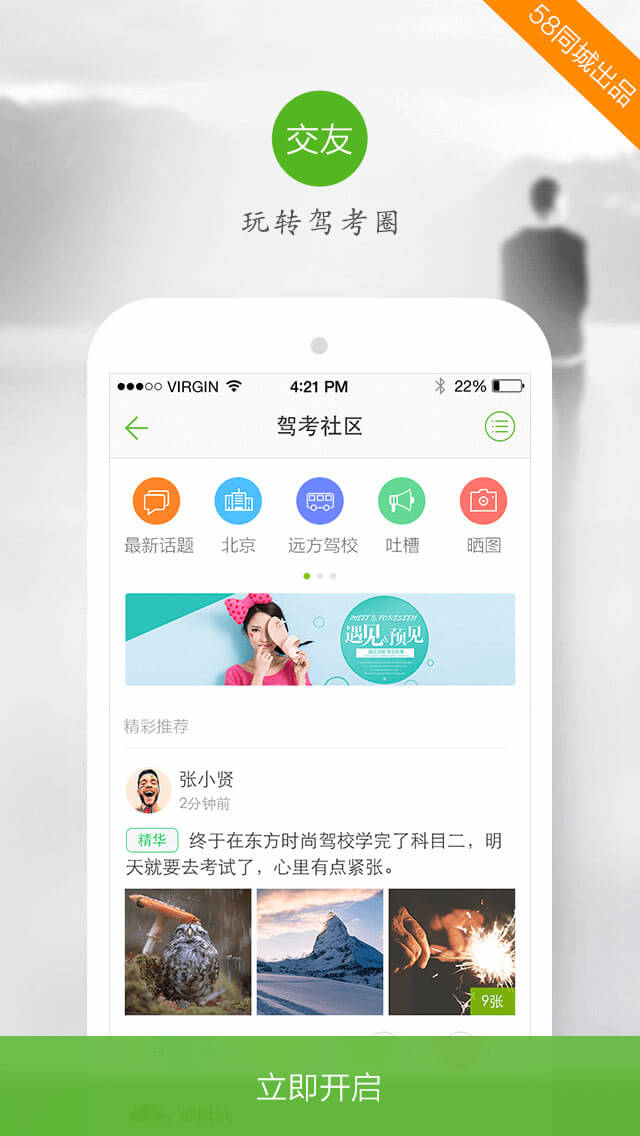 58同城出品
交友
玩转驾考圈
VIRGIN 4:21 PM 22%
驾考社区
最新话题 北京 远方驾校 吐槽 晒图
MEET & FORESEEN
遇见&预见
精彩推荐
张小贤
2分钟前
精华 终于在东方时尚驾校学完了科目二，明
天就要去考试了，心里有点紧张。
9张
立即开启